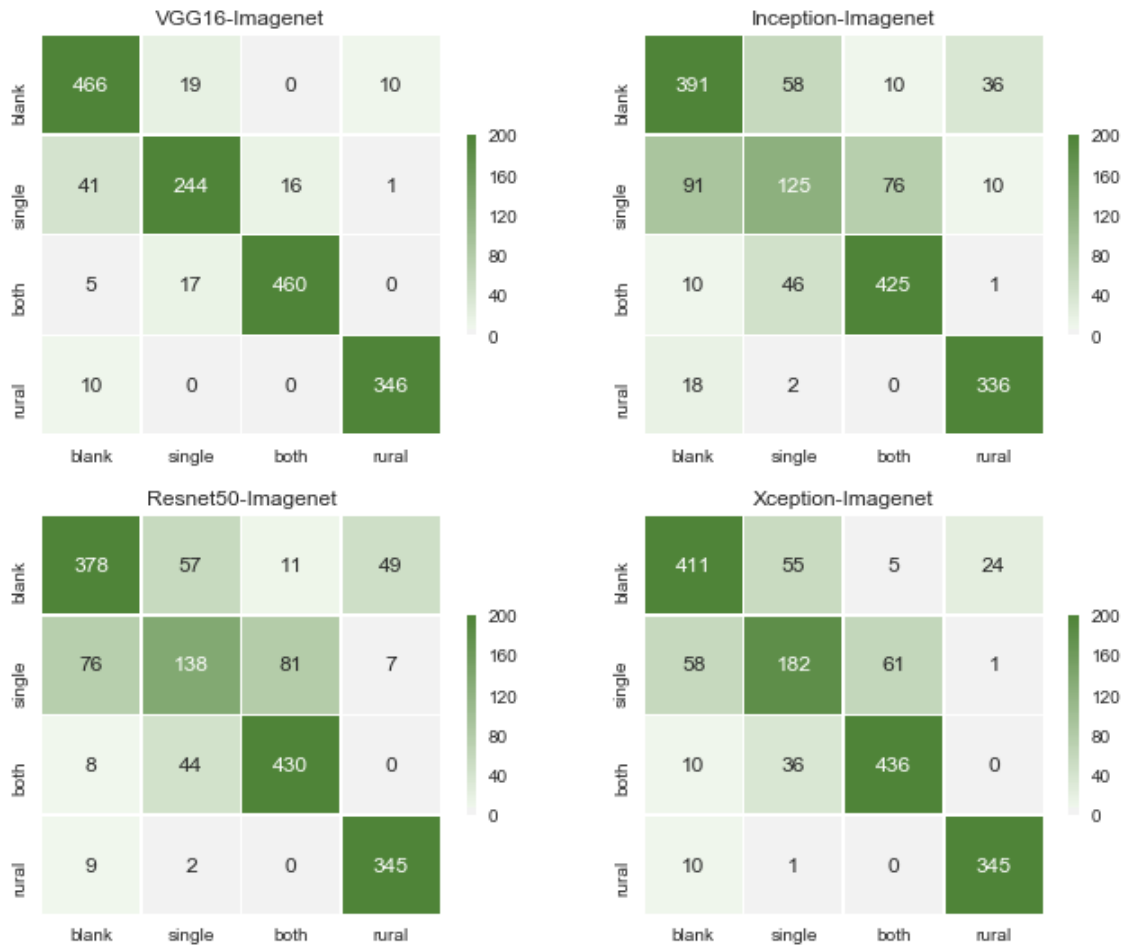 VGG16-Imagenet
blank 466 19 0 10
single 41 244 16 1
both 5 17 460 0
rural 10 0 0 346
blank single both rural
200
160
120
80
40
0
Inception-Imagenet
blank 391 58 10 36
single 91 125 76 10
both 10 46 425 1
rural 18 2 0 336
blank single both rural
200
160
120
80
40
0
Resnet50-Imagenet
blank 378 57 11 49
single 76 138 81 7
both 8 44 430 0
rural 9 2 0 345
blank single both rural
200
160
120
80
40
0
Xception-Imagenet
blank 411 55 5 24
single 58 182 61 1
both 10 36 436 0
rural 10 1 0 345
blank single both rural
200
160
120
80
40
0